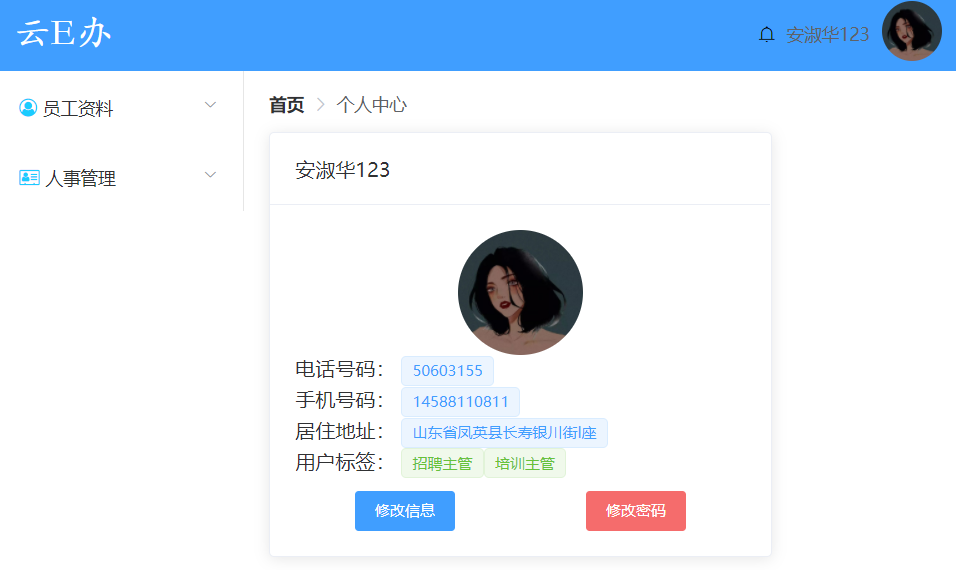 云E办
安淑华123
员工资料
人事管理
首页 > 个人中心
安淑华123
电话号码： 50603155
手机号码： 14588110811
居住地址： 山东省凤英县长寿银川街l座
用户标签： 招聘主管 培训主管
修改信息 修改密码